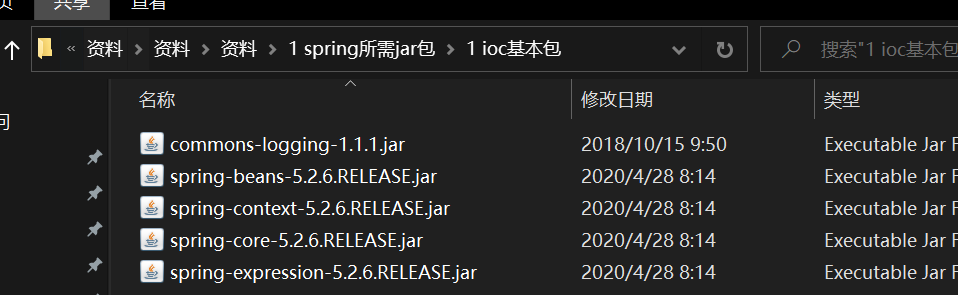 共享 查看
« 资料 > 资料 > 资料 > 1 spring所需jar包 > 1 ioc基本包
搜索"1 ioc基本包
名称 修改日期 类型
问
commons-logging-1.1.1.jar 2018/10/15 9:50 Executable Jar F
spring-beans-5.2.6.RELEASE.jar 2020/4/28 8:14 Executable Jar F
spring-context-5.2.6.RELEASE.jar 2020/4/28 8:14 Executable Jar F
spring-core-5.2.6.RELEASE.jar 2020/4/28 8:14 Executable Jar F
spring-expression-5.2.6.RELEASE.jar 2020/4/28 8:14 Executable Jar F